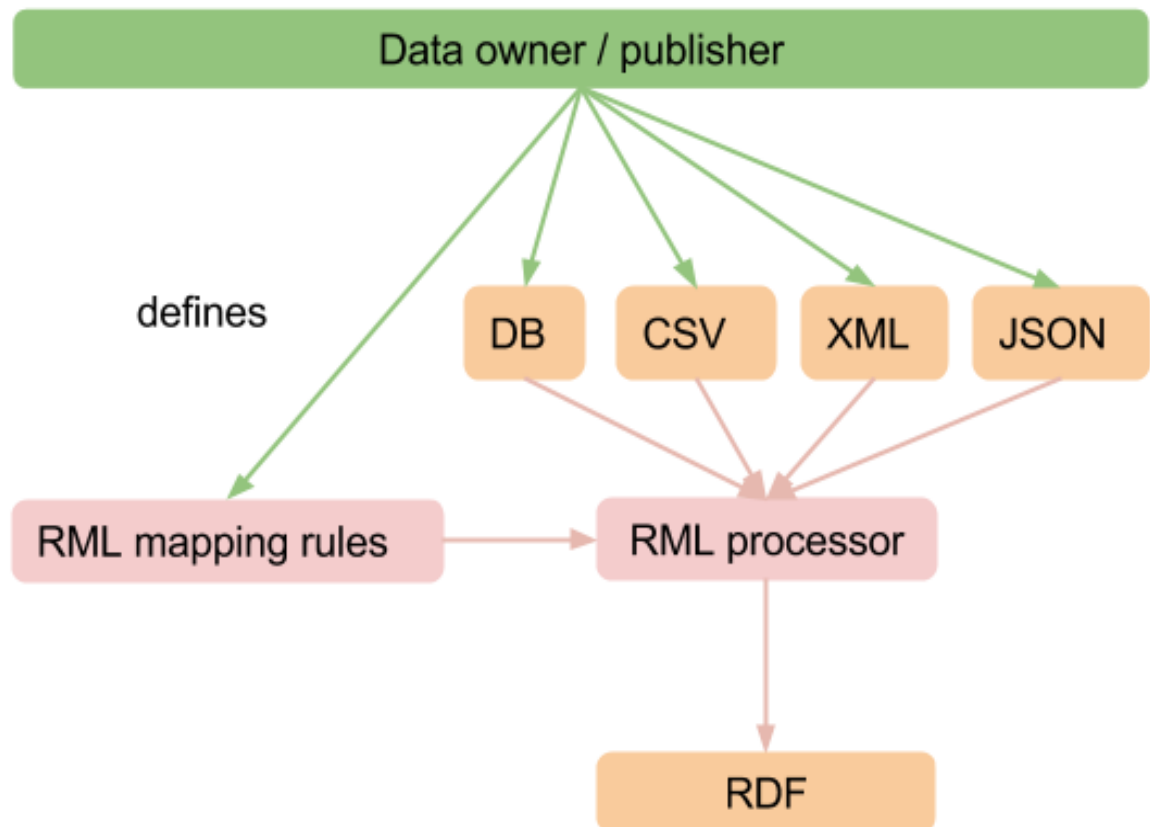 Data owner / publisher
defines
DB
CSV
XML
JSON
RML mapping rules
RML processor
RDF